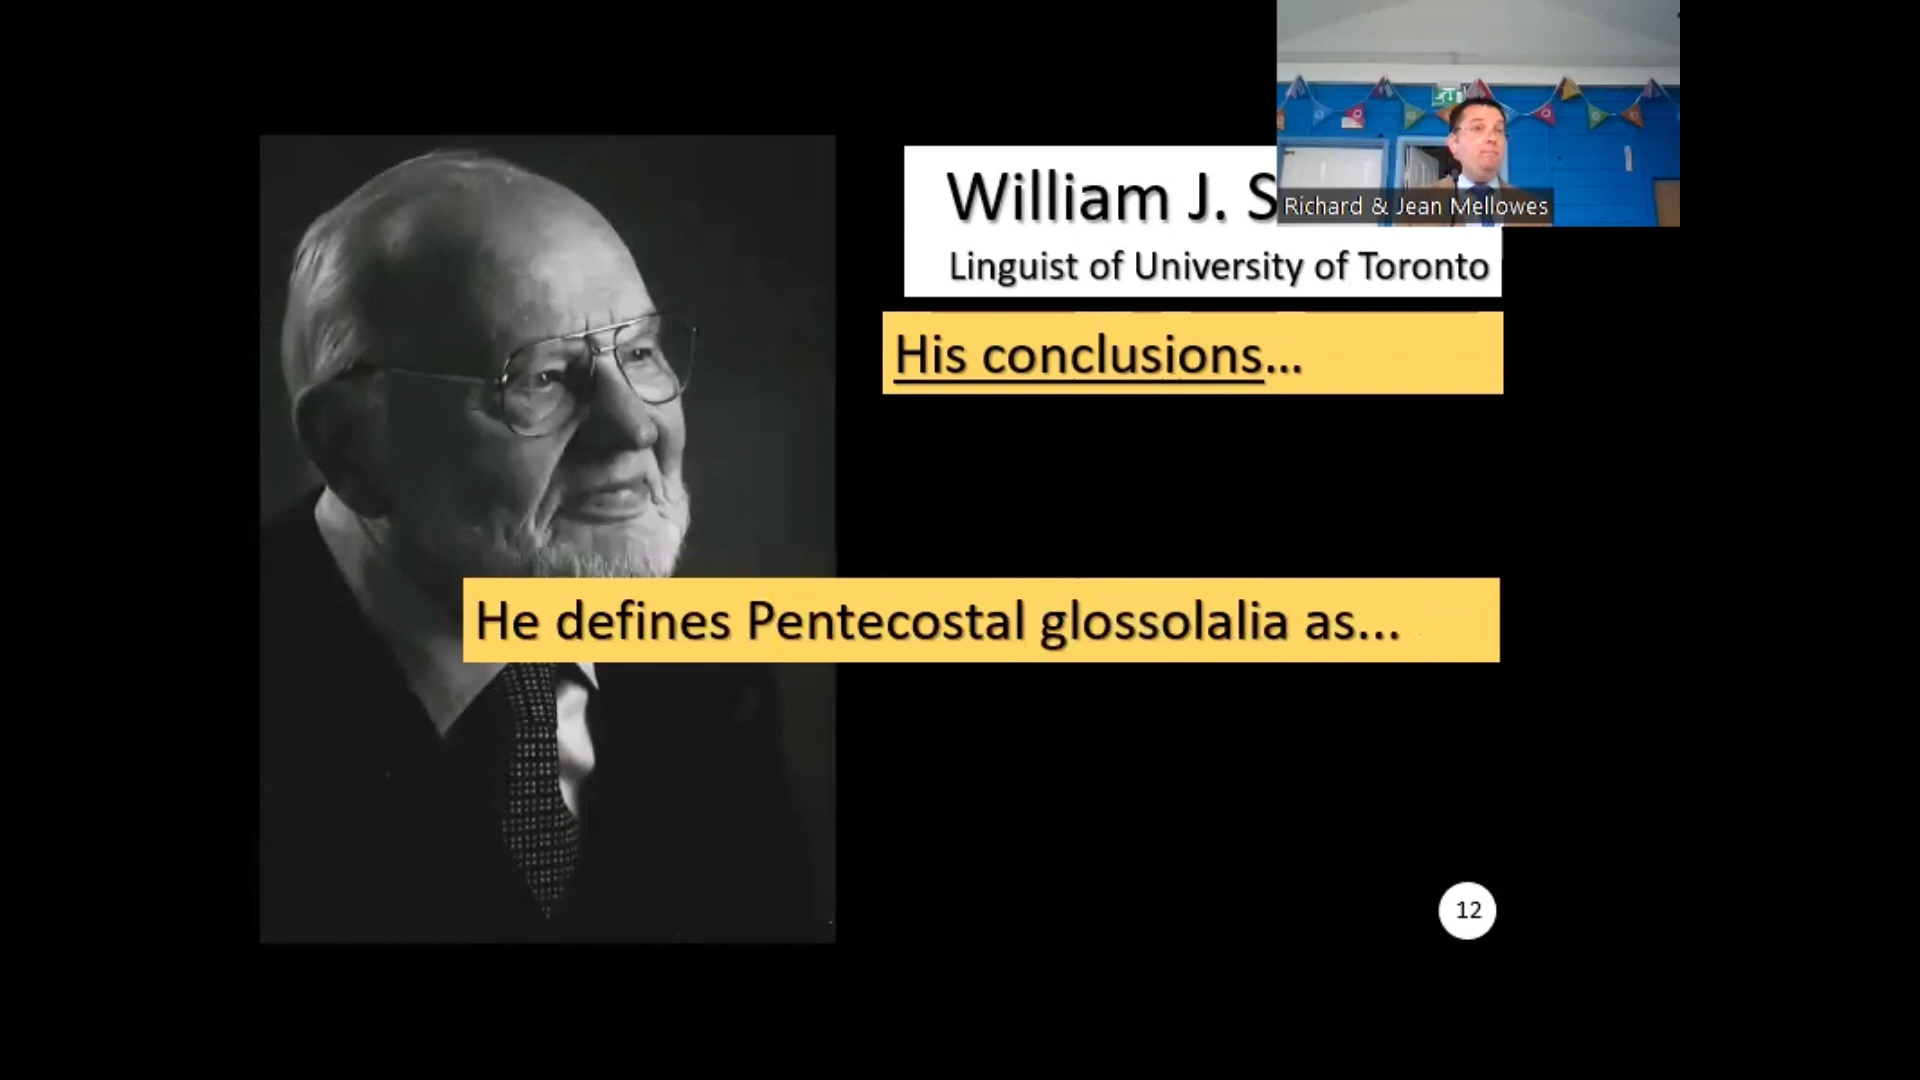 William J. S
Richard & Jean Mellowes
Linguist of University of Toronto
His conclusions...
He defines Pentecostal glossolalia as...
12